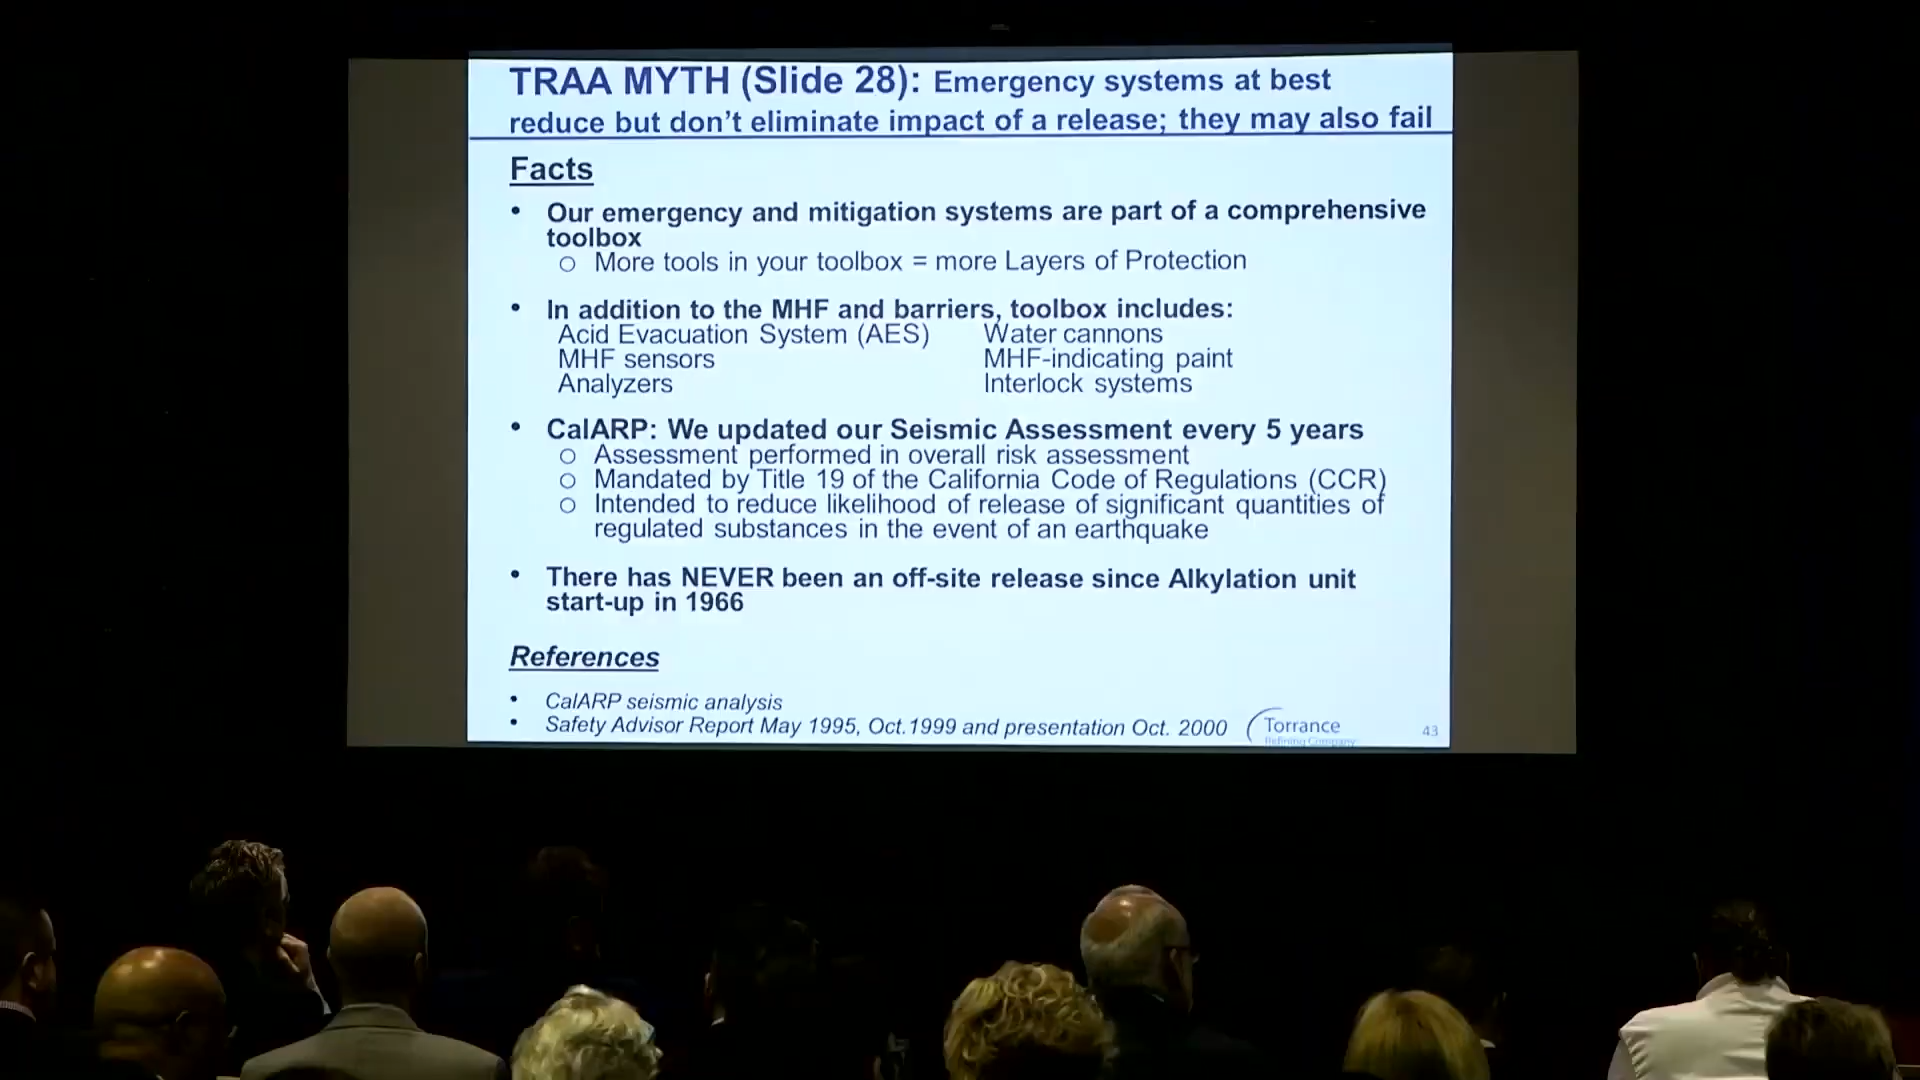 TRAA MYTH (Slide 28): Emergency systems at best
reduce but don't eliminate impact of a release; they may also fail
Facts
• Our emergency and mitigation systems are part of a comprehensive
toolbox
○ More tools in your toolbox = more Layers of Protection
• In addition to the MHF and barriers, toolbox includes:
Acid Evacuation System (AES) Water cannons
MHF sensors MHF-indicating paint
Analyzers Interlock systems
• CalARP: We updated our Seismic Assessment every 5 years
○ Assessment performed in overall risk assessment
○ Mandated by Title 19 of the California Code of Regulations (CCR)
○ Intended to reduce likelihood of release of significant quantities of
regulated substances in the event of an earthquake
• There has NEVER been an off-site release since Alkylation unit
start-up in 1966
References
• CalARP seismic analysis
• Safety Advisor Report May 1995, Oct.1999 and presentation Oct. 2000
Torrance
Refining Company
43